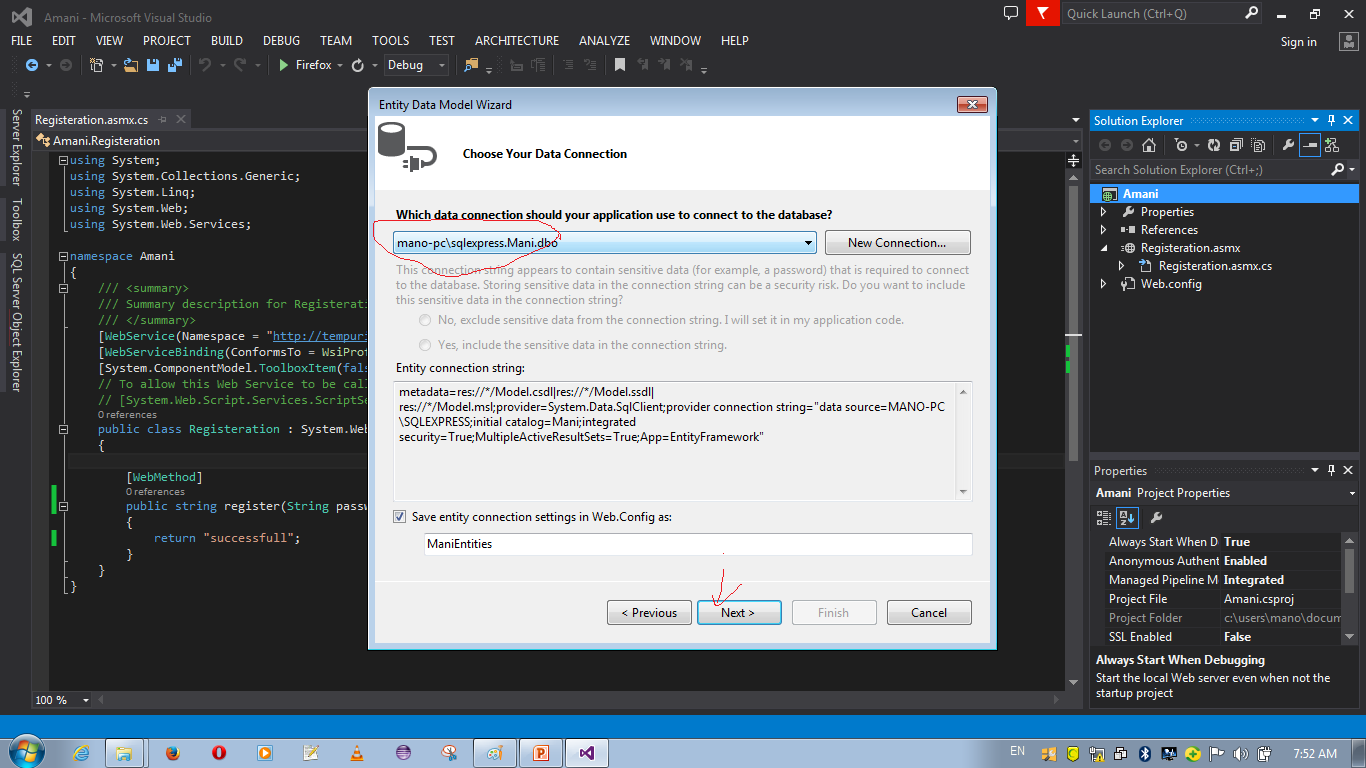 Amani - Microsoft Visual Studio
Quick Launch (Ctrl+Q)
FILE EDIT VIEW PROJECT BUILD DEBUG TEAM TOOLS TEST ARCHITECTURE ANALYZE WINDOW HELP
Sign in
Firefox Debug
Server Explorer
Toolbox
SQL Server Object Explorer
Registeration.asmx.cs
Amani.Registeration
using System;
using System.Collections.Generic;
using System.Linq;
using System.Web;
using System.Web.Services;
namespace Amani
{
/// <summary>
/// Summary description for Registerati
/// </summary>
[WebService(Namespace = "http://tempuri
[WebServiceBinding(ConformsTo = WsiProf
[System.ComponentModel.ToolboxItem(fals
// To allow this Web Service to be call
// [System.Web.Script.Services.ScriptSe
0 references
public class Registeration : System.Web
{
[WebMethod]
0 references
public string register(String passw
{
return "successfull";
}
}
}
100 %
Entity Data Model Wizard
Choose Your Data Connection
Which data connection should your application use to connect to the database?
mano-pc\sqlexpress.Mani.dbo
New Connection...
This connection string appears to contain sensitive data (for example, a password) that is required to connect
to the database. Storing sensitive data in the connection string can be a security risk. Do you want to include
this sensitive data in the connection string?
No, exclude sensitive data from the connection string. I will set it in my application code.
Yes, include the sensitive data in the connection string.
Entity connection string:
metadata=res://*/Model.csdl|res://*/Model.ssdl|
res://*/Model.msl;provider=System.Data.SqlClient;provider connection string="data source=MANO-PC
\SQLEXPRESS;initial catalog=Mani;integrated
security=True;MultipleActiveResultSets=True;App=EntityFramework"
Save entity connection settings in Web.Config as:
ManiEntities
< Previous Next > Finish Cancel
Solution Explorer
Search Solution Explorer (Ctrl+;)
Amani
Properties
References
Registeration.asmx
Registeration.asmx.cs
Web.config
Properties
Amani Project Properties
Always Start When D True
Anonymous Authent Enabled
Managed Pipeline M Integrated
Project File Amani.csproj
Project Folder c:\users\mano\docum
SSL Enabled False
Always Start When Debugging
Start the local Web server even when not the
startup project
EN
7:52 AM